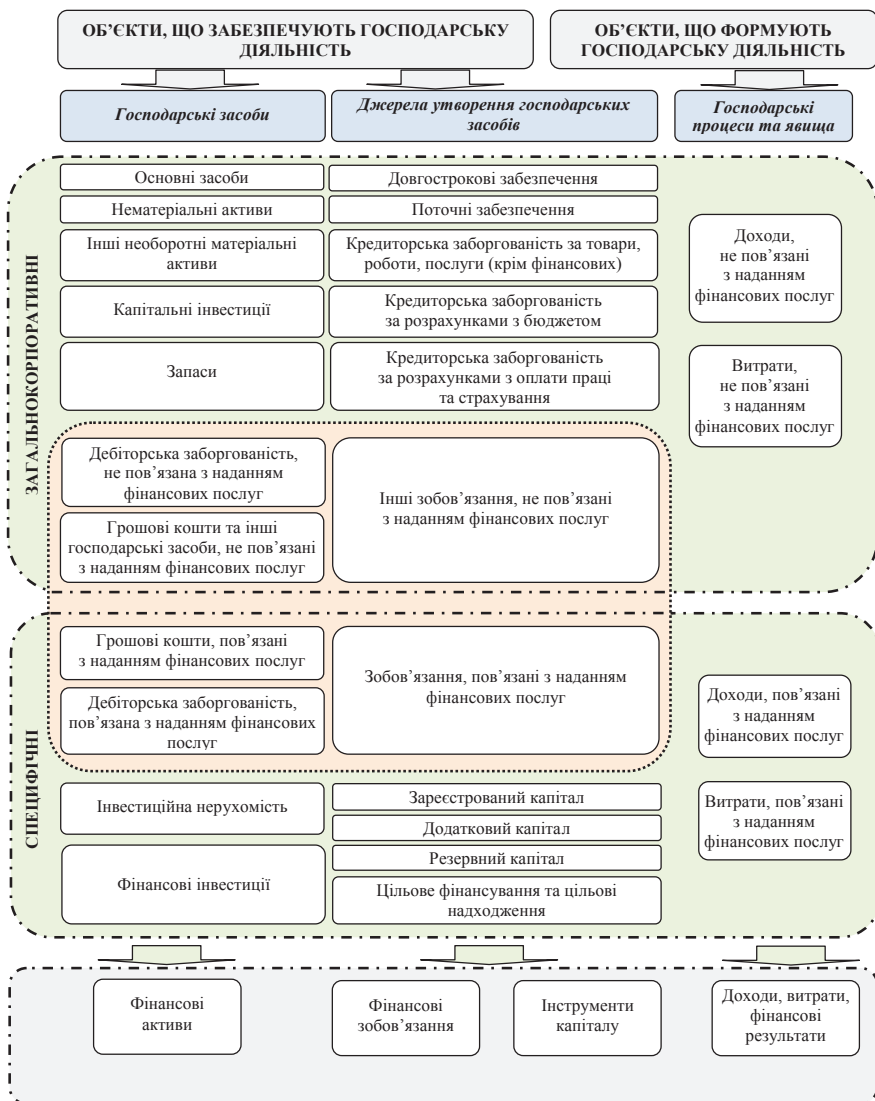 ОБ’ЄКТИ, ЩО ЗАБЕЗПЕЧУЮТЬ ГОСПОДАРСЬКУ
ДІЯЛЬНІСТЬ
ОБ’ЄКТИ, ЩО ФОРМУЮТЬ
ГОСПОДАРСЬКУ ДІЯЛЬНІСТЬ
Господарські засоби
Джерела утворення господарських
засобів
Господарські
процеси та явища
ЗАГАЛЬНОКОРПОРАТИВНІ
Основні засоби
Нематеріальні активи
Інші необоротні матеріальні
активи
Капітальні інвестиції
Запаси
Дебіторська заборгованість,
не пов’язана з наданням
фінансових послуг
Грошові кошти та інші
господарські засоби, не пов’язані
з наданням фінансових послуг
Довгострокові забезпечення
Поточні забезпечення
Кредиторська заборгованість за товари,
роботи, послуги (крім фінансових)
Кредиторська заборгованість
за розрахунками з бюджетом
Кредиторська заборгованість
за розрахунками з оплати праці
та страхування
Інші зобов’язання, не пов’язані
з наданням фінансових послуг
Доходи,
не пов’язані
з наданням
фінансових послуг
Витрати,
не пов’язані
з наданням
фінансових послуг
СПЕЦИФІЧНІ
Грошові кошти, пов’язані
з наданням фінансових послуг
Дебіторська заборгованість,
пов’язана з наданням фінансових
послуг
Інвестиційна нерухомість
Фінансові інвестиції
Зобов’язання, пов’язані з наданням
фінансових послуг
Зареєстрований капітал
Додатковий капітал
Резервний капітал
Цільове фінансування та цільові
надходження
Доходи, пов’язані
з наданням
фінансових послуг
Витрати, пов’язані
з наданням
фінансових послуг
Фінансові
активи
Фінансові
зобов’язання
Інструменти
капіталу
Доходи, витрати,
фінансові
результати